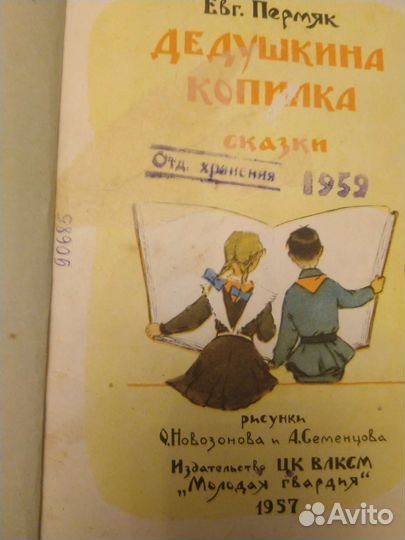 Евг. Пермяк
ДЕДУШКИНА
КОПИЛКА
сказки
Отд. хранения
1959
90685
рисунки
О.Новозонова и А.Семенцова
Издательство ЦК ВЛКСМ
„Молодая гвардия“
1957
Avito